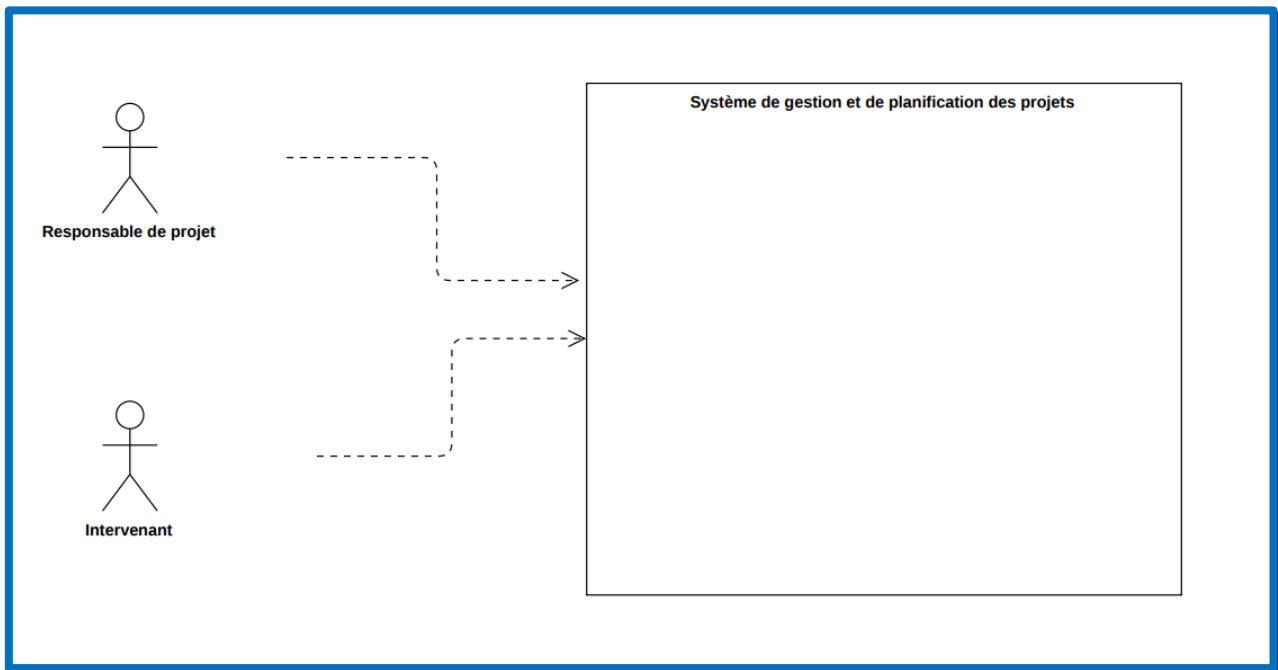 Système de gestion et de planification des projets
Responsable de projet
Intervenant